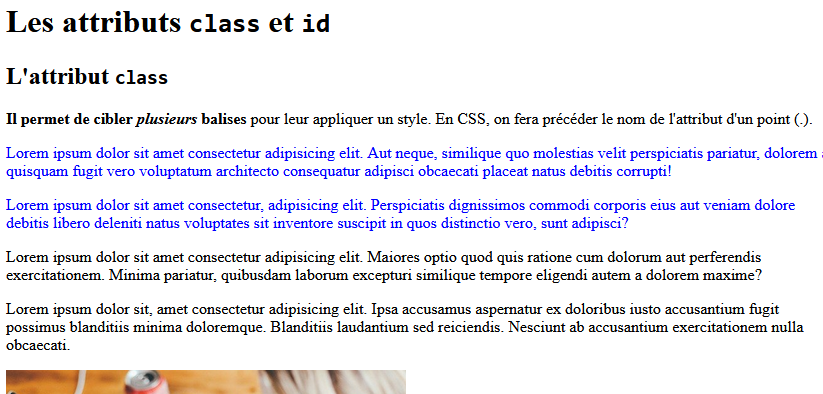 Les attributs class et id
L'attribut class
Il permet de cibler plusieurs balises pour leur appliquer un style. En CSS, on fera précéder le nom de l'attribut d'un point (.).
Lorem ipsum dolor sit amet consectetur adipisicing elit. Aut neque, similique quo molestias velit perspiciatis pariatur, dolorem
quisquam fugit vero voluptatum architecto consequatur adipisci obcaecati placeat natus debitis corrupti!
Lorem ipsum dolor sit amet consectetur, adipisicing elit. Perspiciatis dignissimos commodi corporis eius aut veniam dolore
debitis libero deleniti natus voluptates sit inventore suscipit in quos distinctio vero, sunt adipisci?
Lorem ipsum dolor sit amet consectetur adipisicing elit. Maiores optio quod quis ratione cum dolorum aut perferendis
exercitationem. Minima pariatur, quibusdam laborum excepturi similique tempore eligendi autem a dolorem maxime?
Lorem ipsum dolor sit, amet consectetur adipisicing elit. Ipsa accusamus aspernatur ex doloribus iusto accusantium fugit
possimus blanditiis minima doloremque. Blanditiis laudantium sed reiciendis. Nesciunt ab accusantium exercitationem nulla
obcaecati.